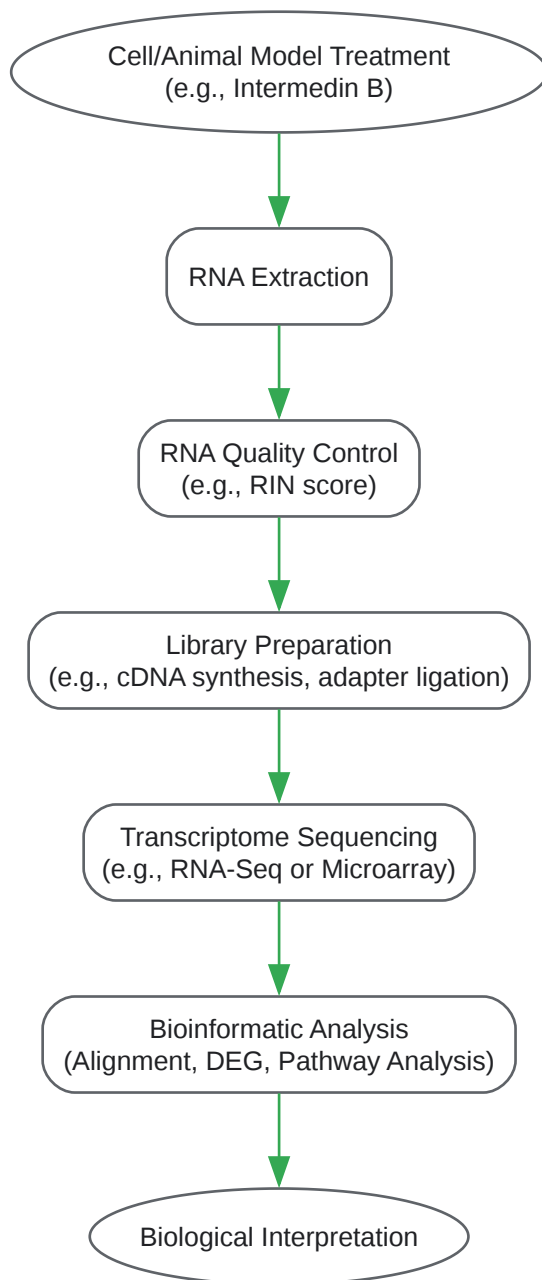 Cell/Animal Model Treatment
(e.g., Intermedin B)
RNA Extraction
RNA Quality Control
(e.g., RIN score)
Library Preparation
(e.g., cDNA synthesis, adapter ligation)
Transcriptome Sequencing
(e.g., RNA-Seq or Microarray)
Bioinformatic Analysis
(Alignment, DEG, Pathway Analysis)
Biological Interpretation